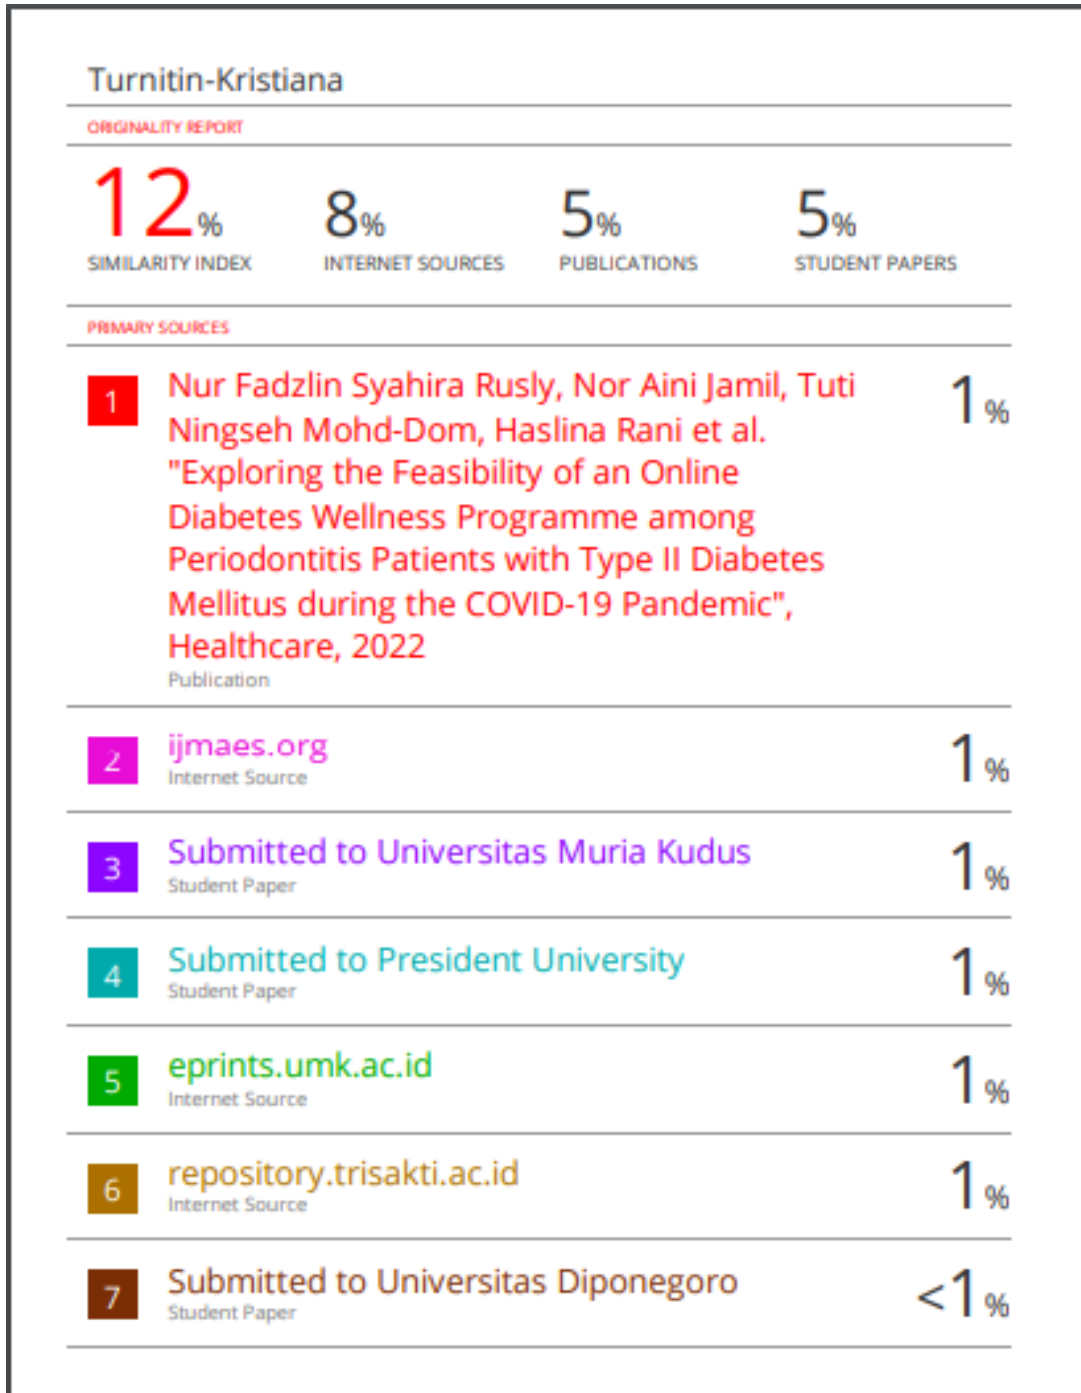 Turnitin-Kristiana
ORIGINALITY REPORT
12% 8% 5% 5%
SIMILARITY INDEX INTERNET SOURCES PUBLICATIONS STUDENT PAPERS
PRIMARY SOURCES
1 Nur Fadzlin Syahira Rusly, Nor Aini Jamil, Tuti 1%
Ningseh Mohd-Dom, Haslina Rani et al.
"Exploring the Feasibility of an Online
Diabetes Wellness Programme among
Periodontitis Patients with Type II Diabetes
Mellitus during the COVID-19 Pandemic",
Healthcare, 2022
Publication
2 ijmaes.org 1%
Internet Source
3 Submitted to Universitas Muria Kudus 1%
Student Paper
4 Submitted to President University 1%
Student Paper
5 eprints.umk.ac.id 1%
Internet Source
6 repository.trisakti.ac.id 1%
Internet Source
7 Submitted to Universitas Diponegoro <1%
Student Paper